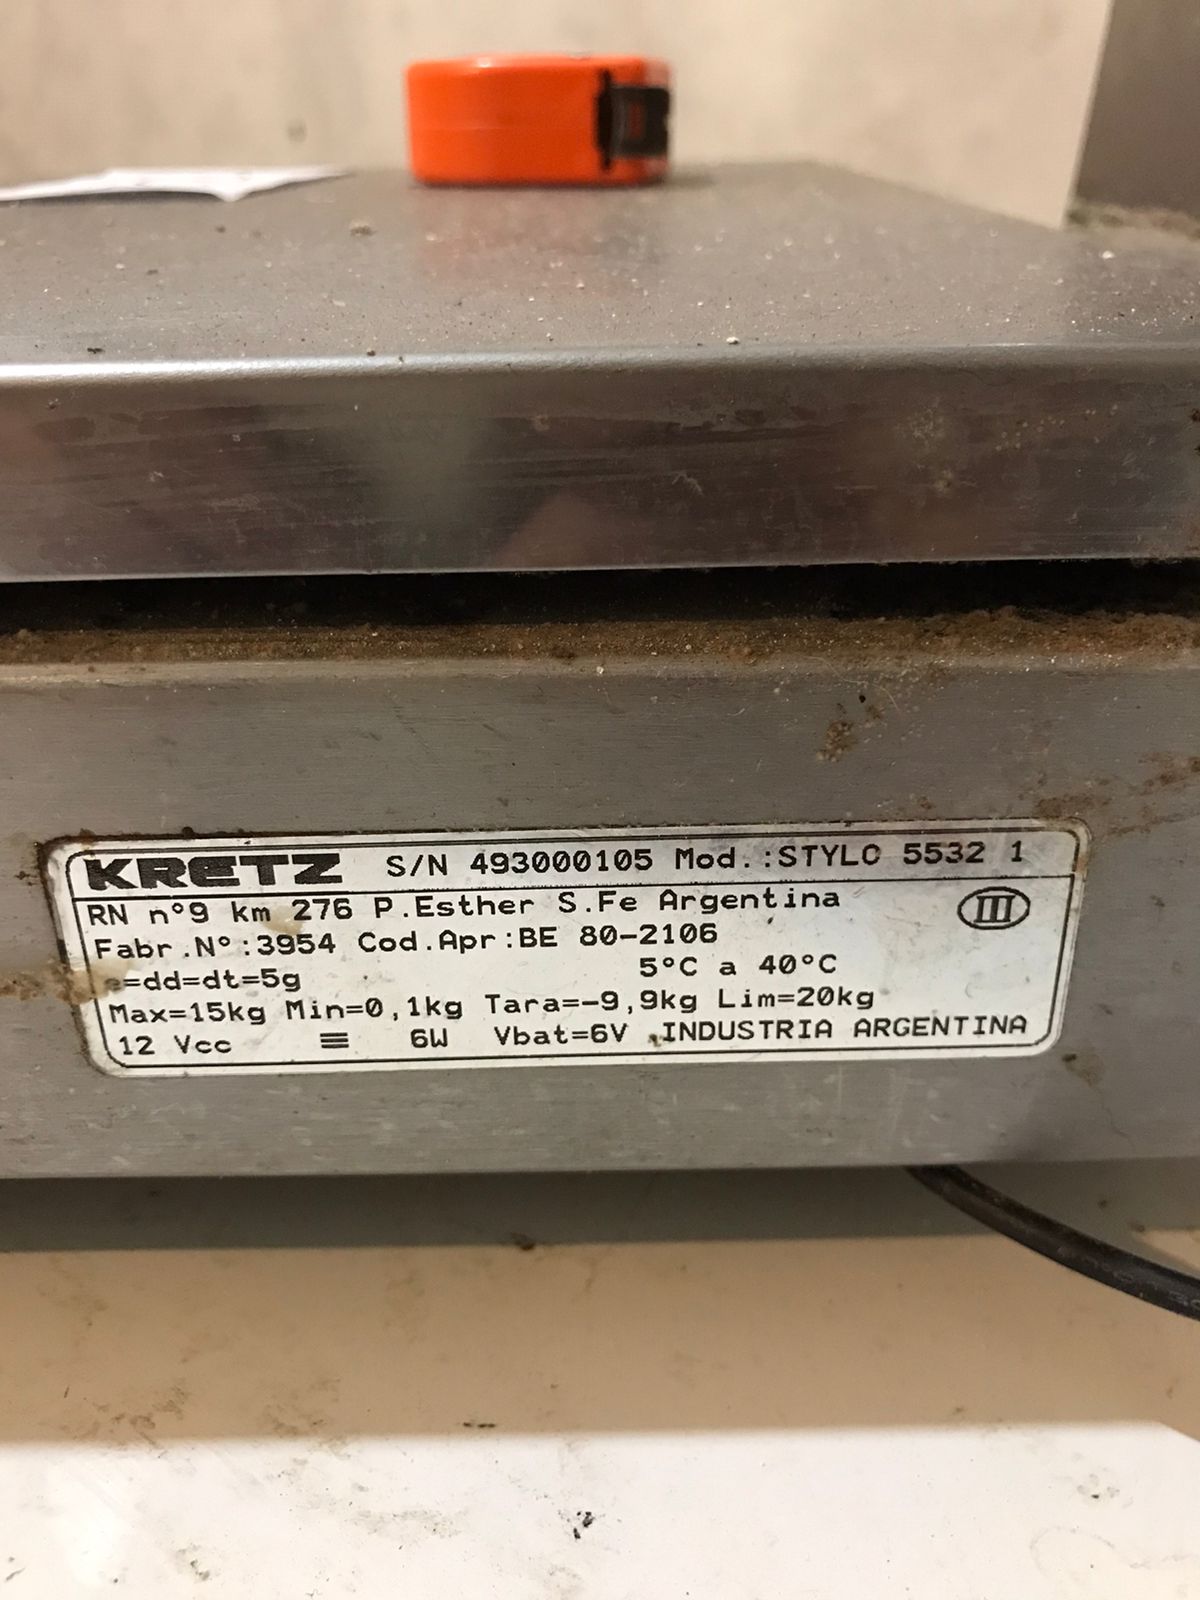 KRETZ S/N 493000105 Mod.:STYLO 5532 1
RN n°9 km 276 P.Esther S.Fe Argentina
III
Fabr.N°:3954 Cod.Apr:BE 80-2106
e=dd=dt=5g 5°C a 40°C
Max=15kg Min=0,1kg Tara=-9,9kg Lim=20kg
12 Vcc 6W Vbat=6V INDUSTRIA ARGENTINA